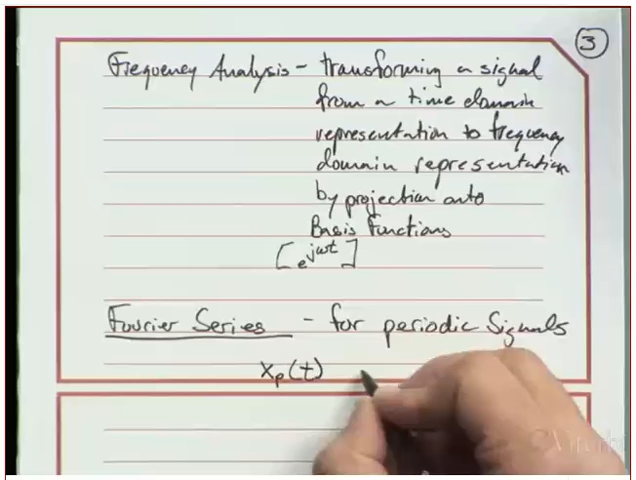 3
Frequency Analysis - transforming a signal
from a time domain
representation to frequency
domain representation
by projection onto
Basis functions
[e^jωt]
Fourier Series - for periodic Signals
xₚ(t)